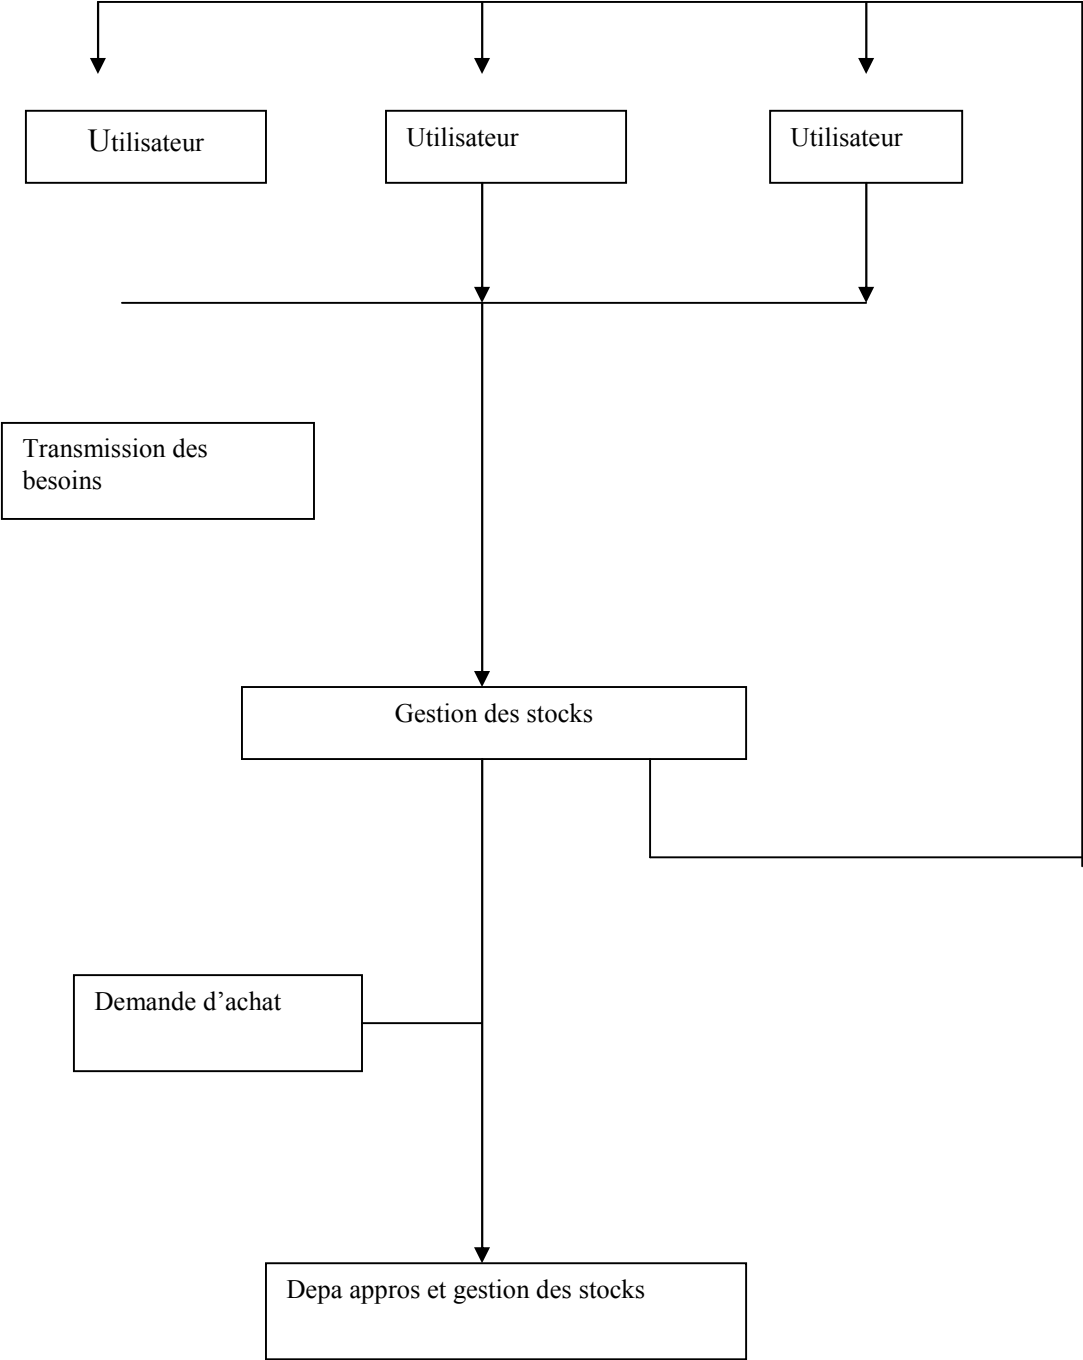 Utilisateur
Utilisateur
Utilisateur
Transmission des
besoins
Gestion des stocks
Demande d’achat
Depa appros et gestion des stocks